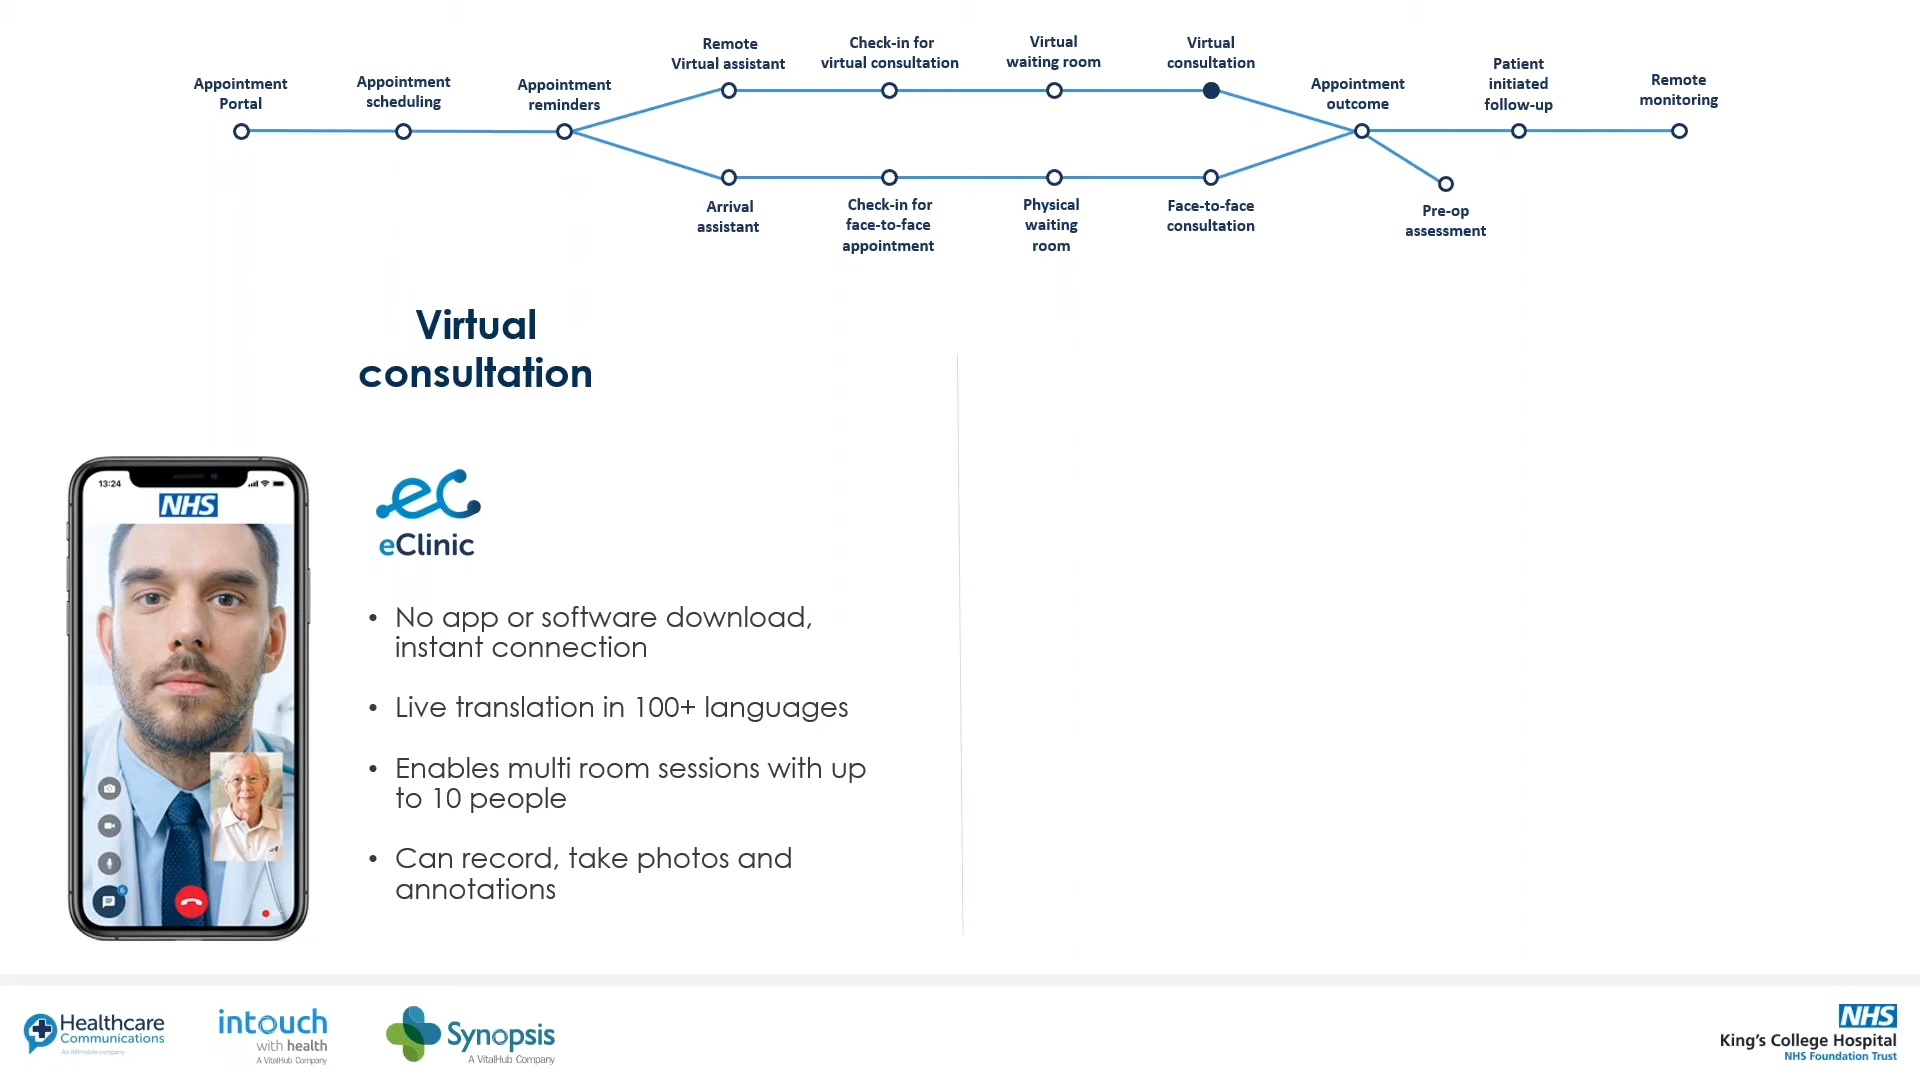 Appointment
Portal
Appointment
scheduling
Appointment
reminders
Remote
Virtual assistant
Check-in for
virtual consultation
Virtual
waiting room
Virtual
consultation
Appointment
outcome
Patient
initiated
follow-up
Remote
monitoring
Arrival
assistant
Check-in for
face-to-face
appointment
Physical
waiting
room
Face-to-face
consultation
Pre-op
assessment
Virtual
consultation
13:24
NHS
6
ec
eClinic
• No app or software download,
instant connection
• Live translation in 100+ languages
• Enables multi room sessions with up
to 10 people
• Can record, take photos and
annotations
Healthcare
Communications
An IMImobile company
intouch
with health
A VitalHub Company
Synopsis
A VitalHub Company
NHS
King's College Hospital
NHS Foundation Trust